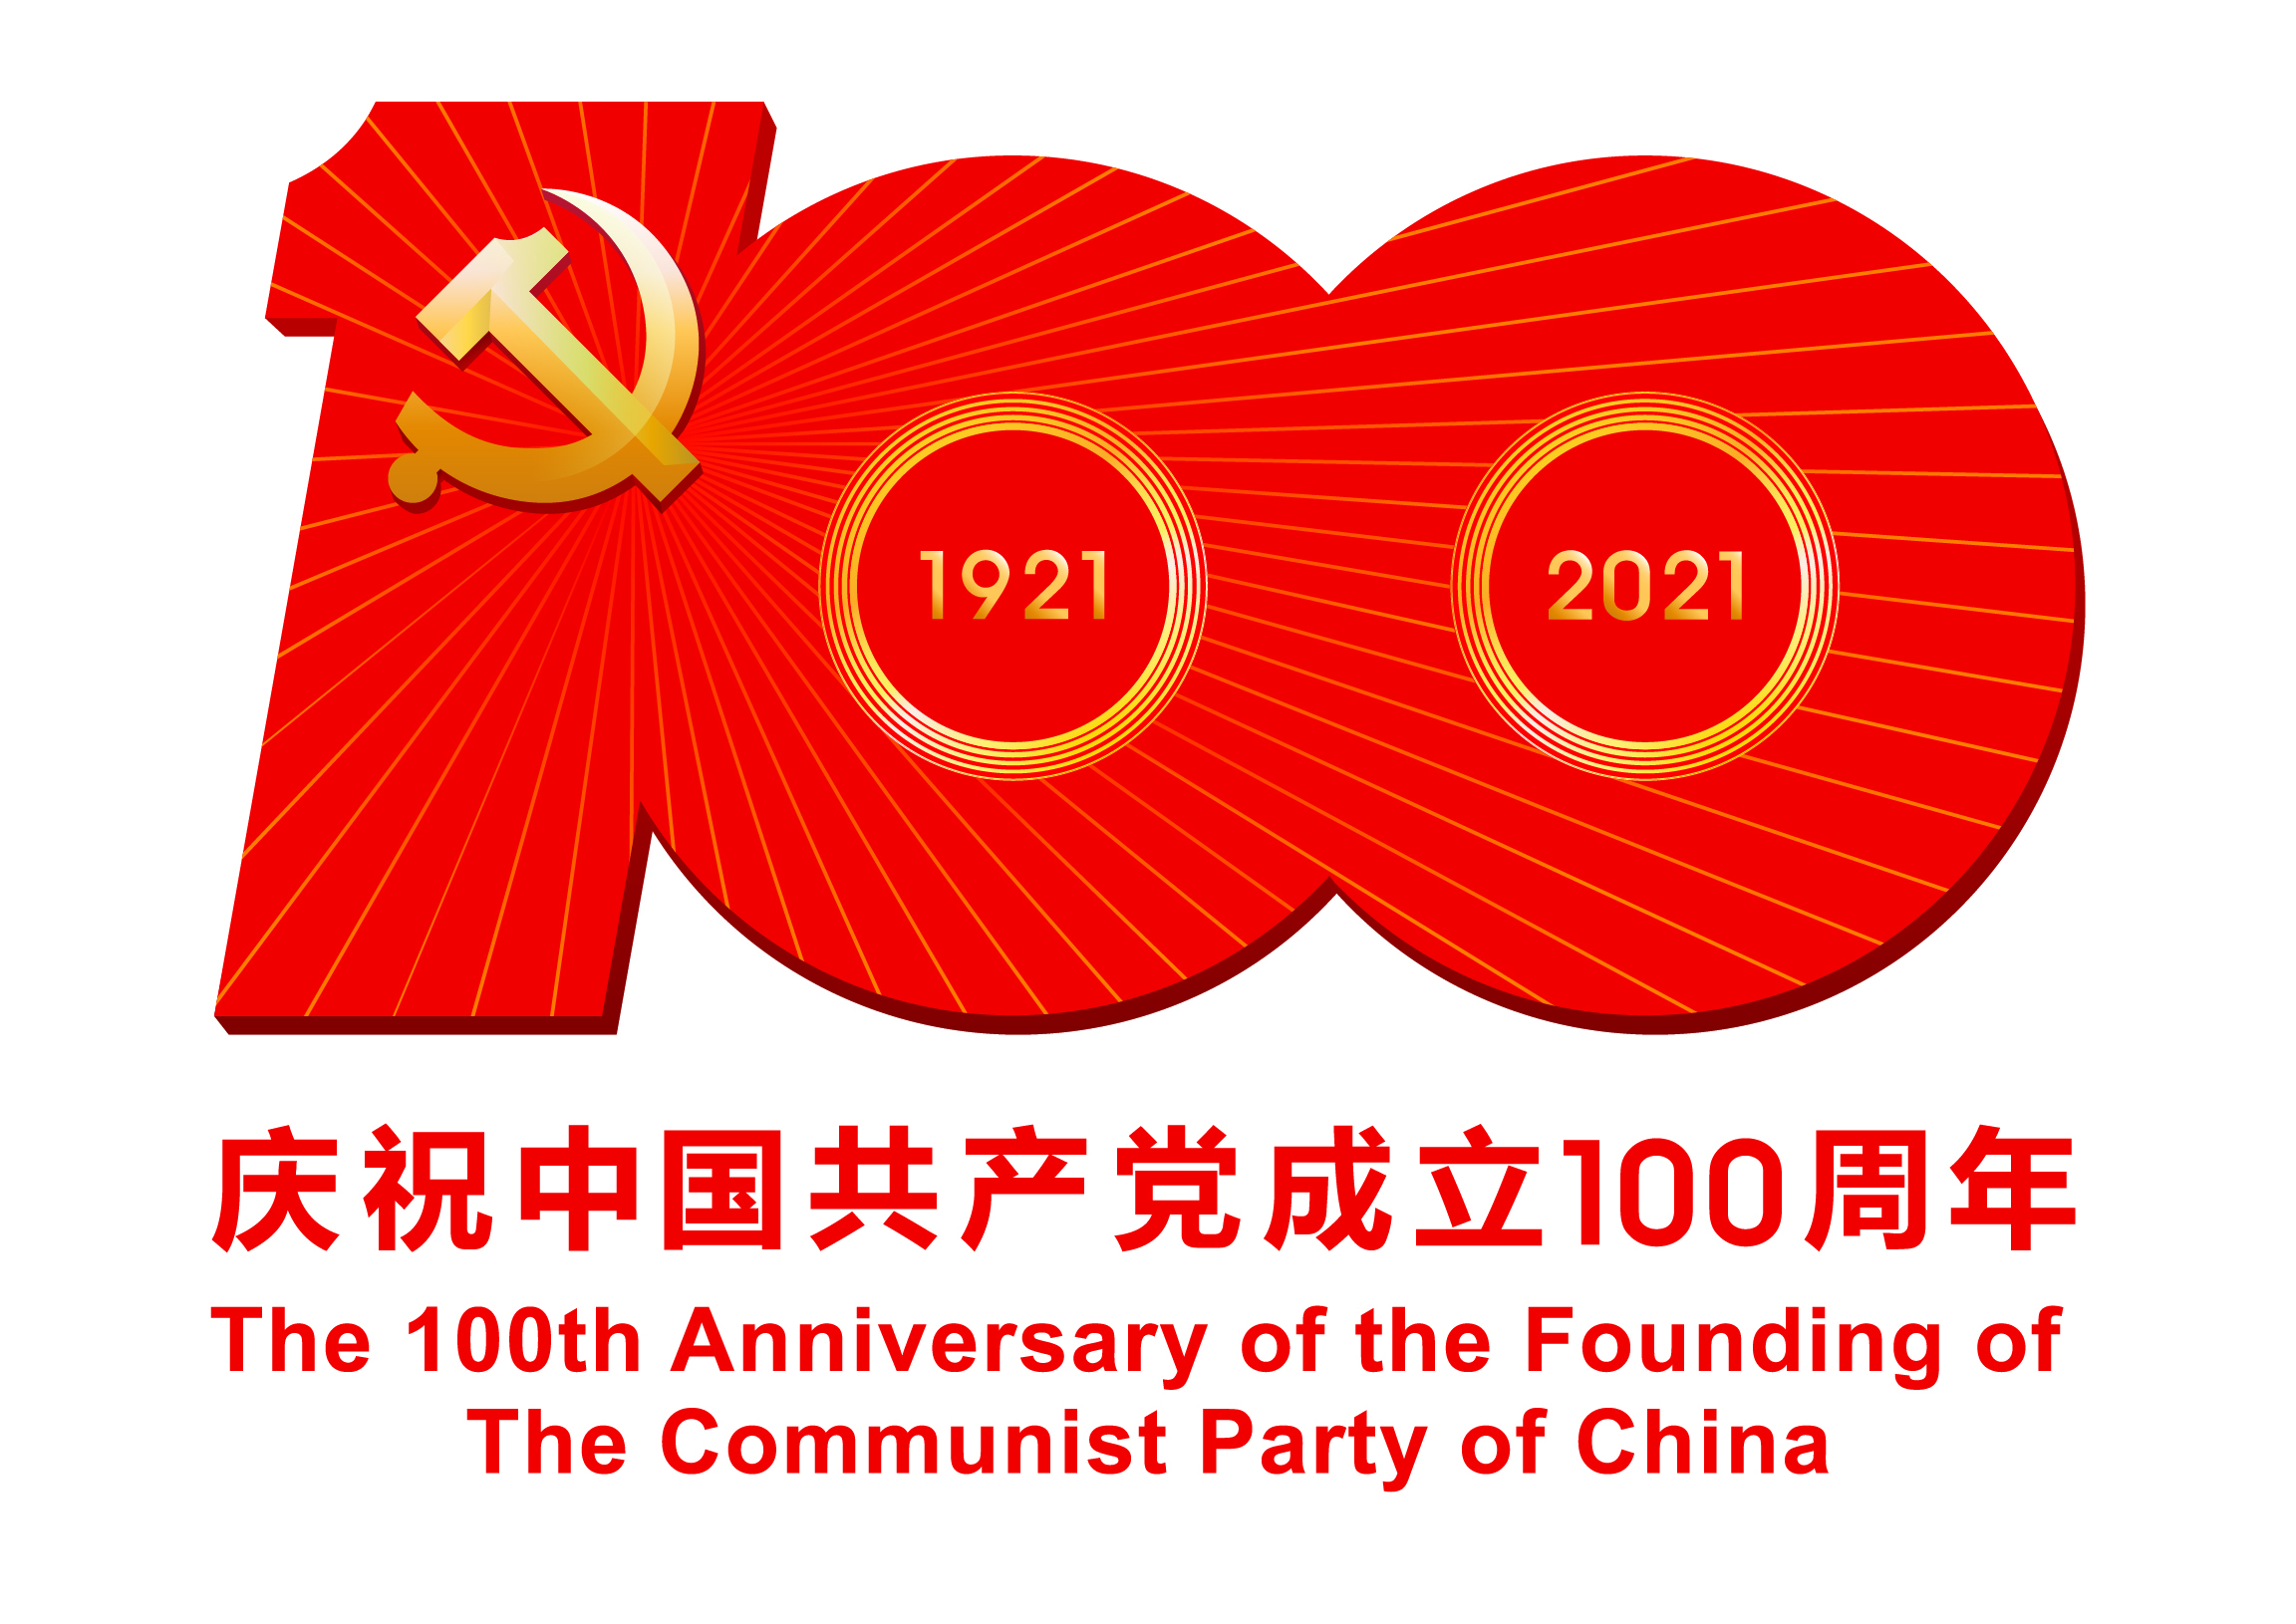 100
1921 2021
庆祝中国共产党成立100周年
The 100th Anniversary of the Founding of
The Communist Party of China